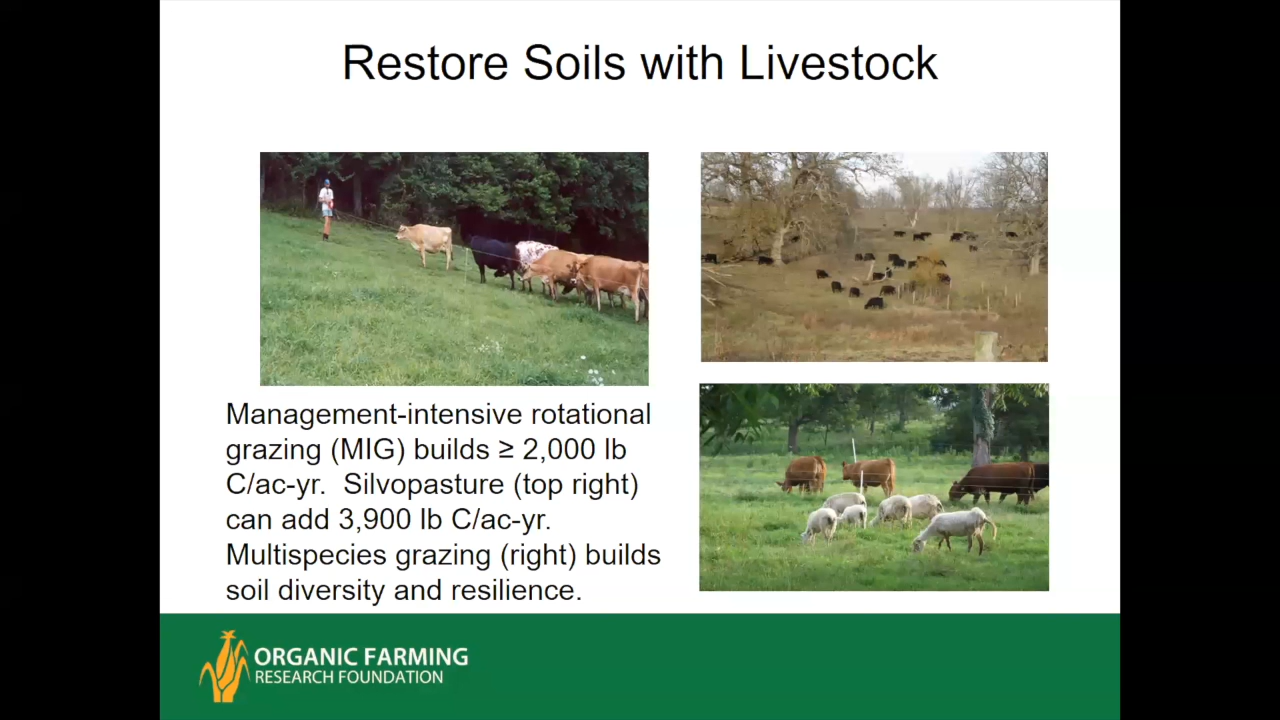 Restore Soils with Livestock
Management-intensive rotational
grazing (MIG) builds ≥ 2,000 lb
C/ac-yr.  Silvopasture (top right)
can add 3,900 lb C/ac-yr.
Multispecies grazing (right) builds
soil diversity and resilience.
ORGANIC FARMING
RESEARCH FOUNDATION